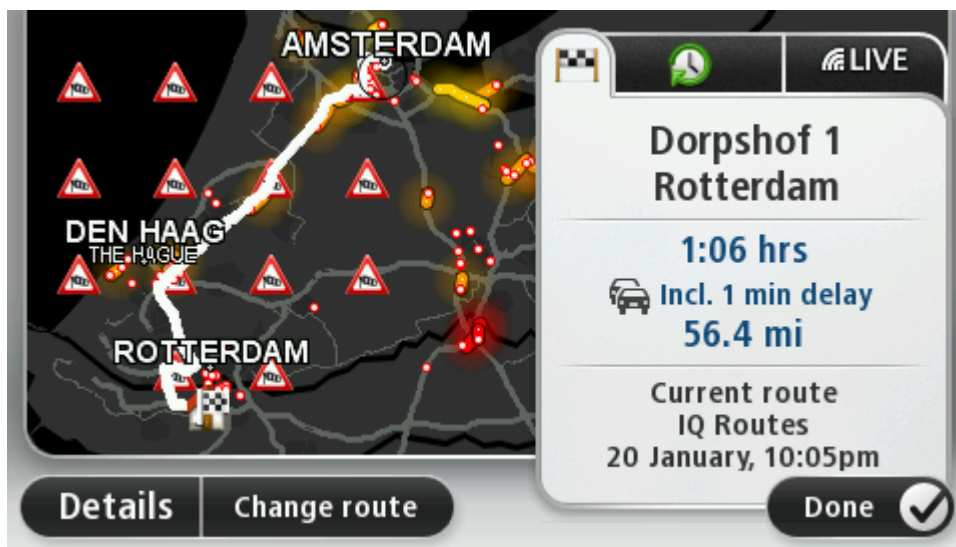 AMSTERDAM
DEN HAAG
THE HAGUE
ROTTERDAM
LIVE
Dorpshof 1
Rotterdam
1:06 hrs
Incl. 1 min delay
56.4 mi
Current route
IQ Routes
20 January, 10:05pm
Details
Change route
Done